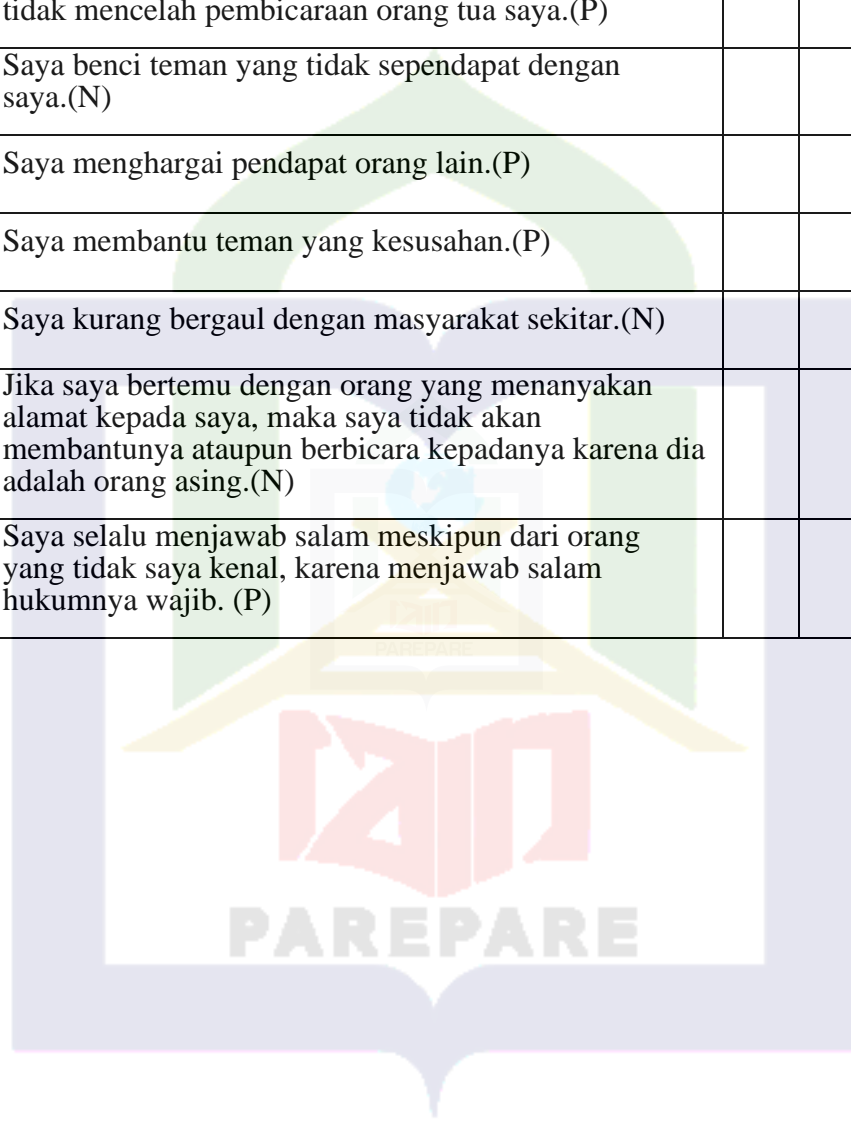 tidak mencelah pembicaraan orang tua saya.(P)
Saya benci teman yang tidak sependapat dengan
saya.(N)
Saya menghargai pendapat orang lain.(P)
Saya membantu teman yang kesusahan.(P)
Saya kurang bergaul dengan masyarakat sekitar.(N)
Jika saya bertemu dengan orang yang menanyakan
alamat kepada saya, maka saya tidak akan
membantunya ataupun berbicara kepadanya karena dia
adalah orang asing.(N)
Saya selalu menjawab salam meskipun dari orang
yang tidak saya kenal, karena menjawab salam
hukumnya wajib. (P)
iain
PAREPARE
iain
PAREPARE